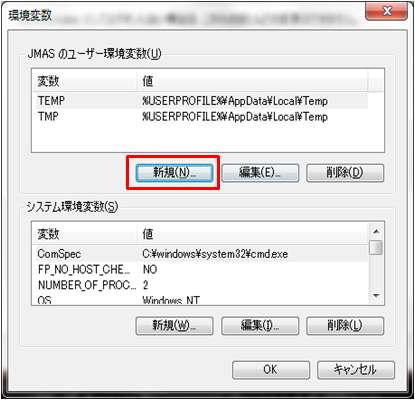 環境変数
JMAS のユーザー環境変数(U)
変数 値
TEMP %USERPROFILE%¥AppData¥Local¥Temp
TMP %USERPROFILE%¥AppData¥Local¥Temp
新規(N)... 編集(E)... 削除(D)
システム環境変数(S)
変数 値
ComSpec C:¥windows¥system32¥cmd.exe
FP_NO_HOST_CHE... NO
NUMBER_OF_PROC... 2
OS Windows_NT
新規(W)... 編集(I)... 削除(L)
OK キャンセル